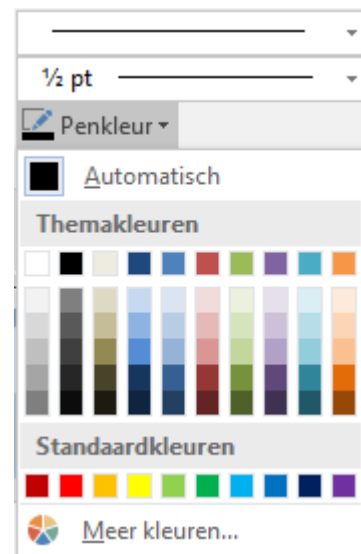 ½ pt
Penkleur
Automatisch
Themakleuren
Standaardkleuren
Meer kleuren...